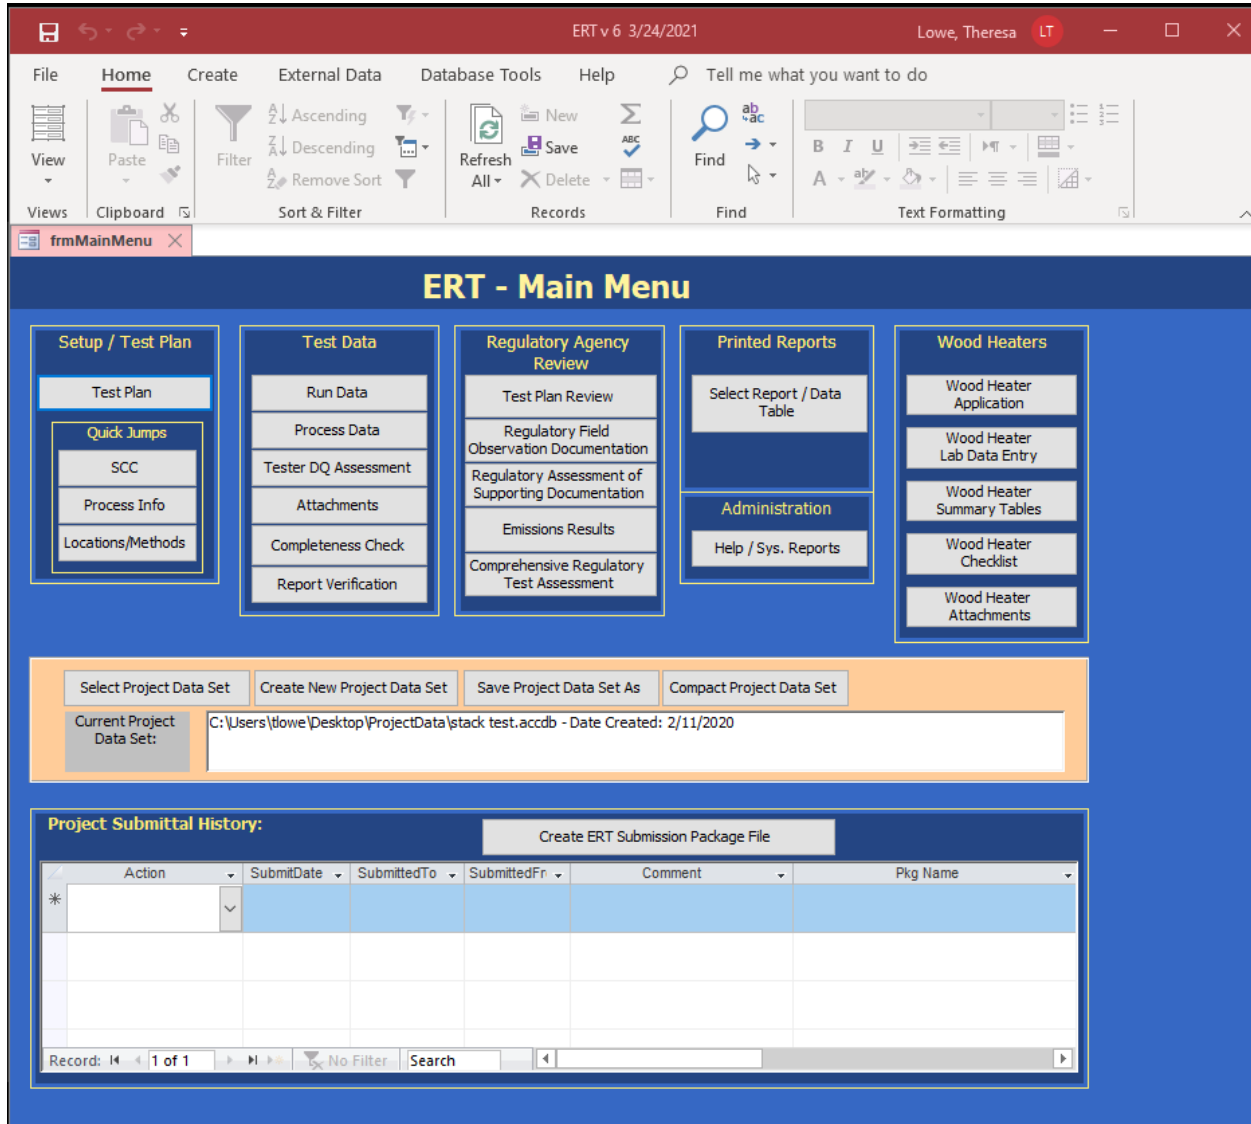 ERT v 6 3/24/2021
Lowe, Theresa LT
File Home Create External Data Database Tools Help Tell me what you want to do
View
Paste
Filter
Ascending
Descending
Remove Sort
Refresh All
New
Save
Delete
ABC
Find
ab
ac
B I U
A
Views
Clipboard
Sort & Filter
Records
Find
Text Formatting
frmMainMenu
ERT - Main Menu
Setup / Test Plan
Test Plan
Quick Jumps
SCC
Process Info
Locations/Methods
Test Data
Run Data
Process Data
Tester DQ Assessment
Attachments
Completeness Check
Report Verification
Regulatory Agency
Review
Test Plan Review
Regulatory Field
Observation Documentation
Regulatory Assessment of
Supporting Documentation
Emissions Results
Comprehensive Regulatory
Test Assessment
Printed Reports
Select Report / Data
Table
Administration
Help / Sys. Reports
Wood Heaters
Wood Heater
Application
Wood Heater
Lab Data Entry
Wood Heater
Summary Tables
Wood Heater
Checklist
Wood Heater
Attachments
Select Project Data Set
Create New Project Data Set
Save Project Data Set As
Compact Project Data Set
Current Project
Data Set:
C:\Users\tlowe\Desktop\ProjectData\stack test.accdb - Date Created: 2/11/2020
Project Submittal History:
Create ERT Submission Package File
Action SubmitDate SubmittedTo SubmittedFr Comment Pkg Name
Record: 1 of 1 No Filter Search